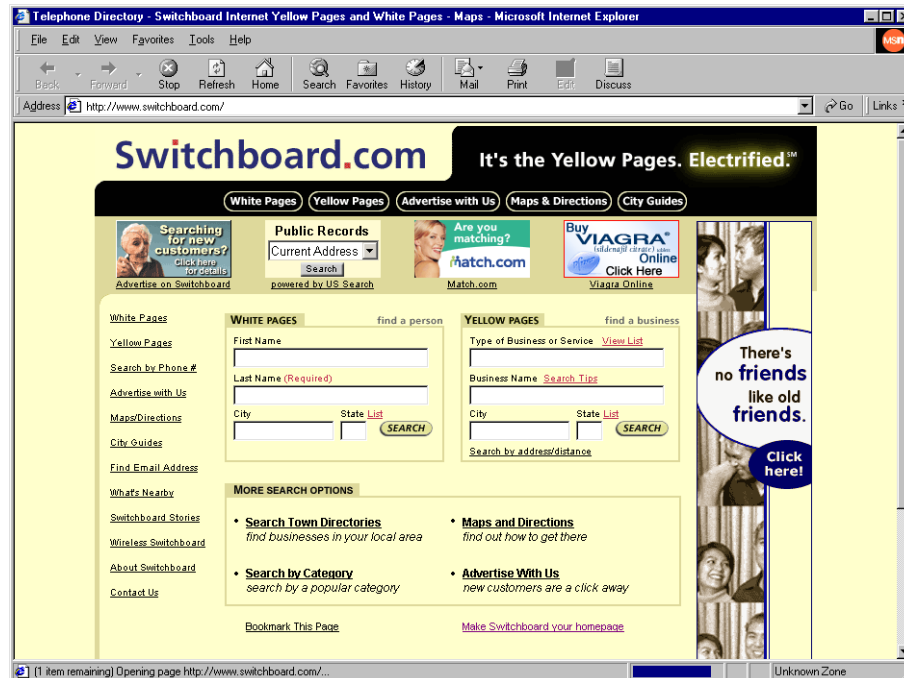 Telephone Directory - Switchboard Internet Yellow Pages and White Pages - Maps - Microsoft Internet Explorer
File Edit View Favorites Tools Help
msn
Back Forward Stop Refresh Home Search Favorites History Mail Print Edit Discuss
Address http://www.switchboard.com/ Go Links
Switchboard.com
It's the Yellow Pages. Electrified.℠
White Pages Yellow Pages Advertise with Us Maps & Directions City Guides
Searching
for new
customers?
Click here
for details
Advertise on Switchboard
Public Records
Current Address
Search
powered by US Search
Are you
matching?
match.com
Match.com
Buy
VIAGRA®
(sildenafil citrate) tablets
Online
Click Here
Viagra Online
White Pages
Yellow Pages
Search by Phone #
Advertise with Us
Maps/Directions
City Guides
Find Email Address
What's Nearby
Switchboard Stories
Wireless Switchboard
About Switchboard
Contact Us
WHITE PAGES find a person
First Name
Last Name (Required)
City State List
SEARCH
YELLOW PAGES find a business
Type of Business or Service View List
Business Name Search Tips
City State List
SEARCH
Search by address/distance
MORE SEARCH OPTIONS
• Search Town Directories
find businesses in your local area
• Maps and Directions
find out how to get there
• Search by Category
search by a popular category
• Advertise With Us
new customers are a click away
Bookmark This Page
Make Switchboard your homepage
There's
no friends
like old
friends.
Click
here!
(1 item remaining) Opening page http://www.switchboard.com/...
Unknown Zone